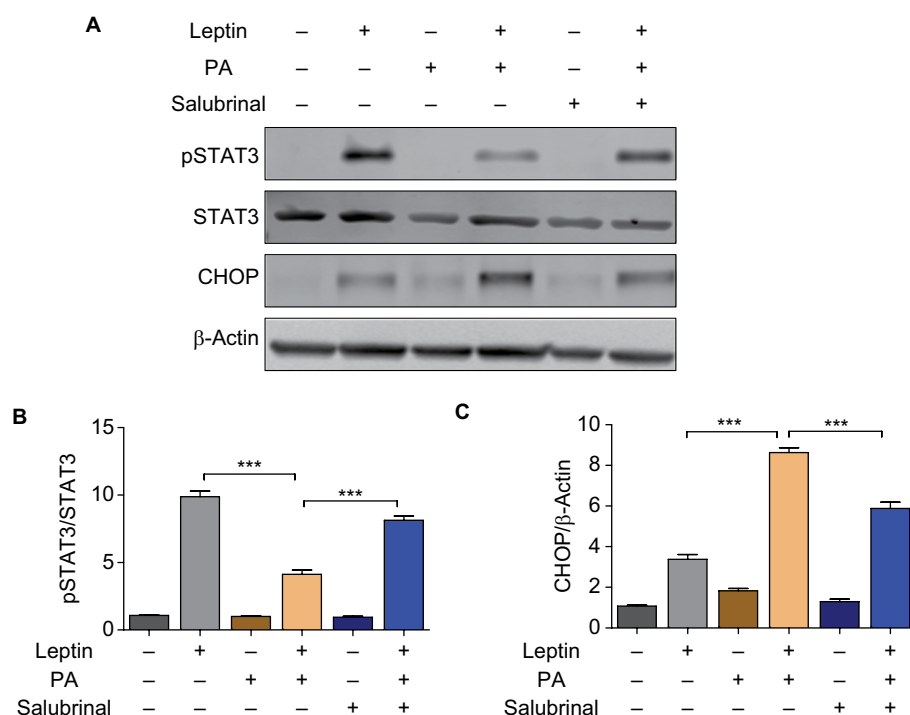 A
Leptin – + – + – +
PA – – + + – +
Salubrinal – – – – + +
pSTAT3
STAT3
CHOP
β-Actin
B
pSTAT3/STAT3
15
10
5
0
***
***
Leptin – + – + – +
PA – – + + – +
Salubrinal – – – – + +
C
CHOP/β-Actin
10
8
6
4
2
0
***
***
Leptin – + – + – +
PA – – + + – +
Salubrinal – – – – + +